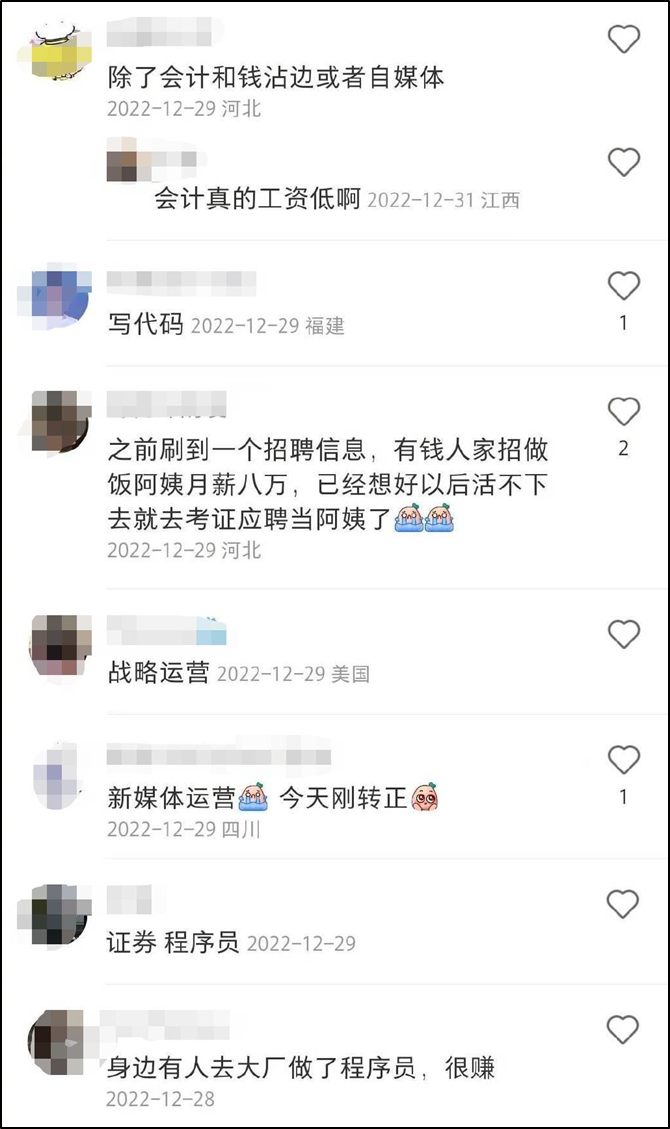 除了会计和钱沾边或者自媒体
2022-12-29 河北
会计真的工资低啊 2022-12-31 江西
写代码 2022-12-29 福建
1
之前刷到一个招聘信息，有钱人家招做
2
饭阿姨月薪八万，已经想好以后活不下
去就去考证应聘当阿姨了
2022-12-29 河北
战略运营 2022-12-29 美国
新媒体运营 今天刚转正
1
2022-12-29 四川
证券 程序员 2022-12-29
身边有人去大厂做了程序员，很赚
2022-12-28